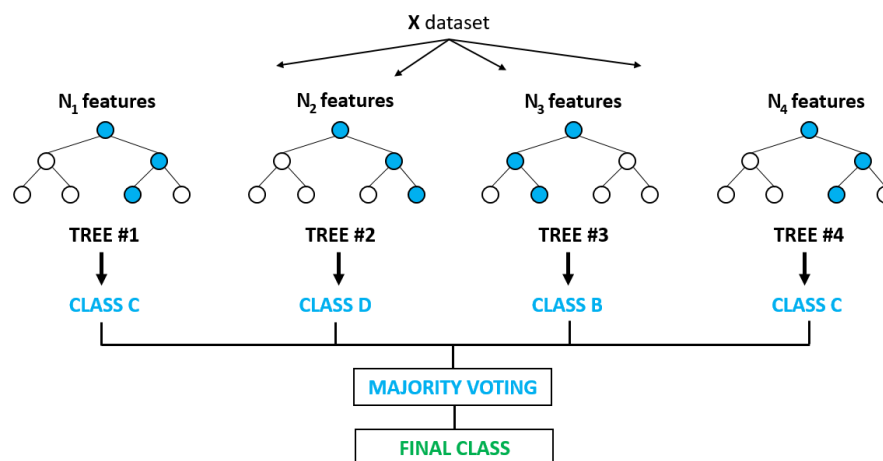 X dataset
N₁ features
N₂ features
N₃ features
N₄ features
TREE #1
TREE #2
TREE #3
TREE #4
CLASS C
CLASS D
CLASS B
CLASS C
MAJORITY VOTING
FINAL CLASS